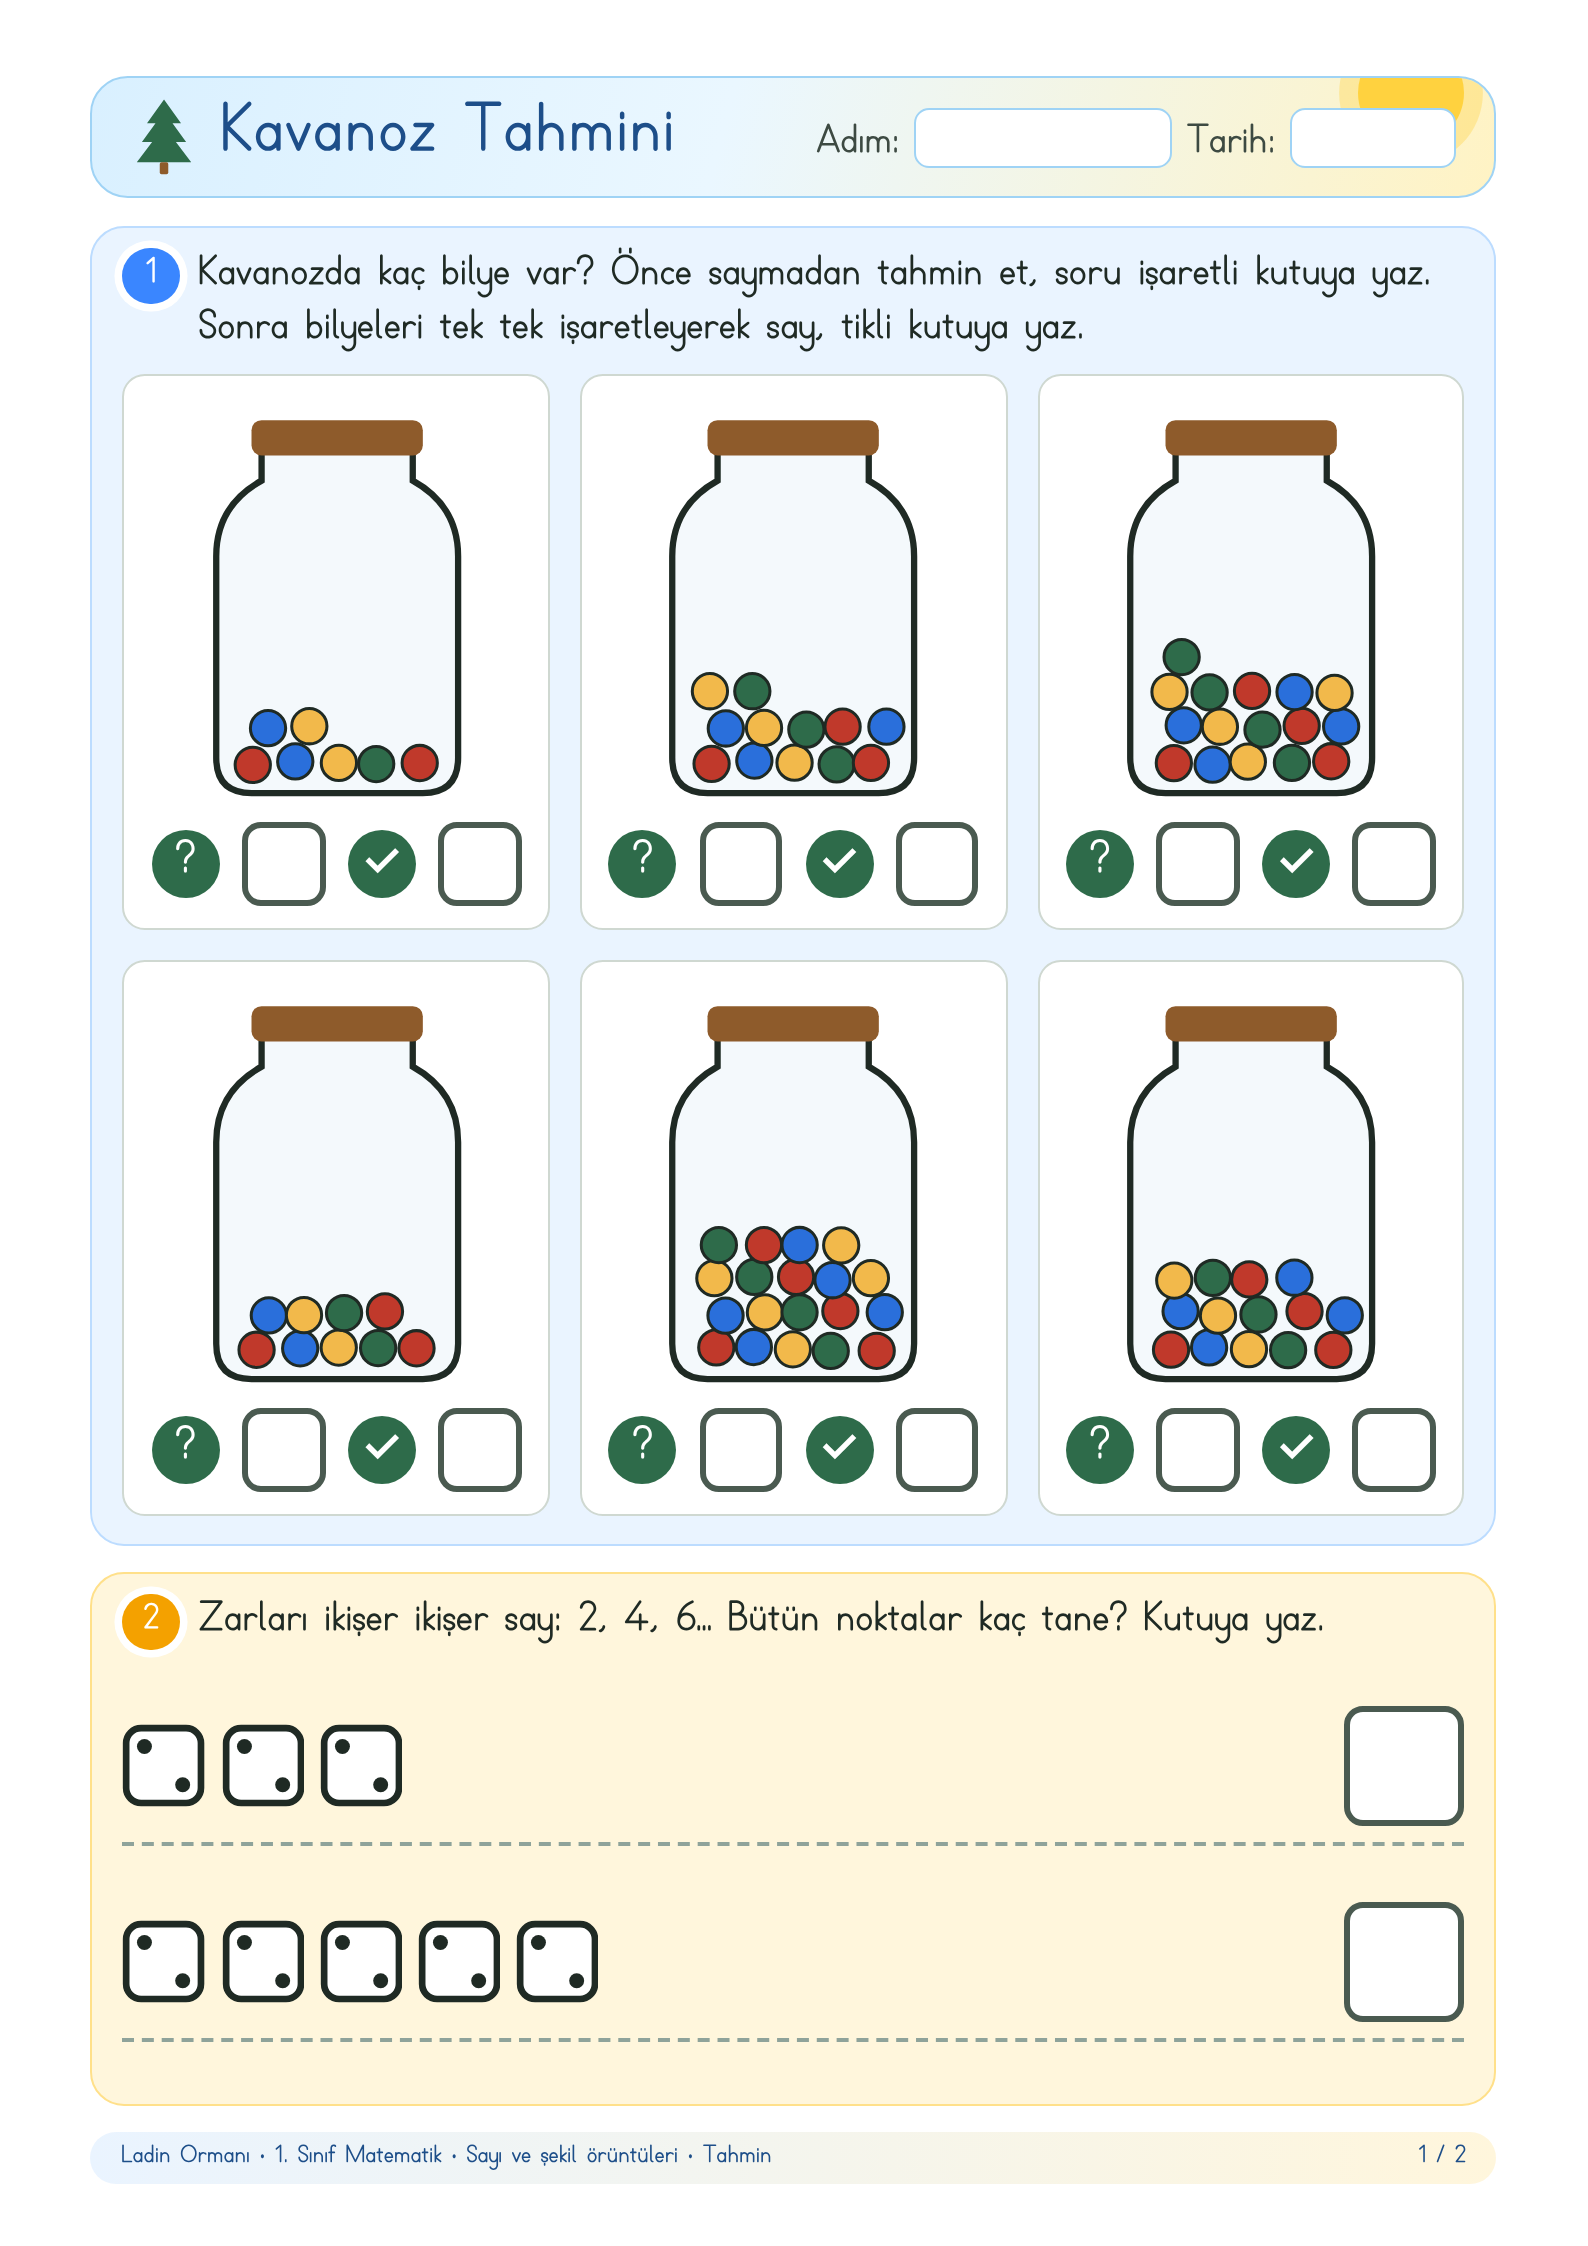 Kavanoz Tahmini
Adım:
Tarih:
1
Kavanozda kaç bilye var? Önce saymadan tahmin et, soru işaretli kutuya yaz.
Sonra bilyeleri tek tek işaretleyerek say, tikli kutuya yaz.
? ? ?
? ? ?
2
Zarları ikişer ikişer say: 2, 4, 6... Bütün noktalar kaç tane? Kutuya yaz.
Ladin Ormanı • 1. Sınıf Matematik • Sayı ve şekil örüntüleri • Tahmin
1 / 2